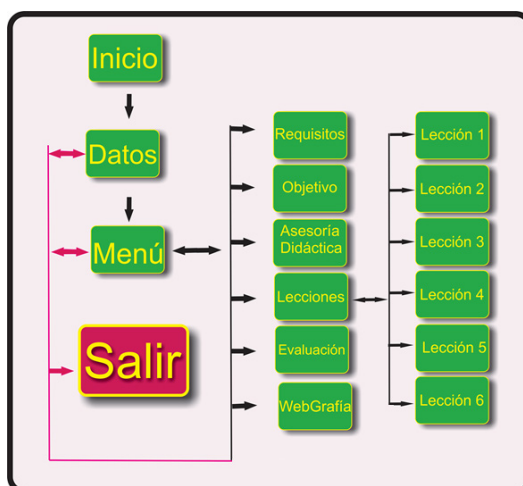 Inicio
Datos
Menú
Salir
Requisitos
Objetivo
Asesoría
Didáctica
Lecciones
Evaluación
WebGrafía
Lección 1
Lección 2
Lección 3
Lección 4
Lección 5
Lección 6